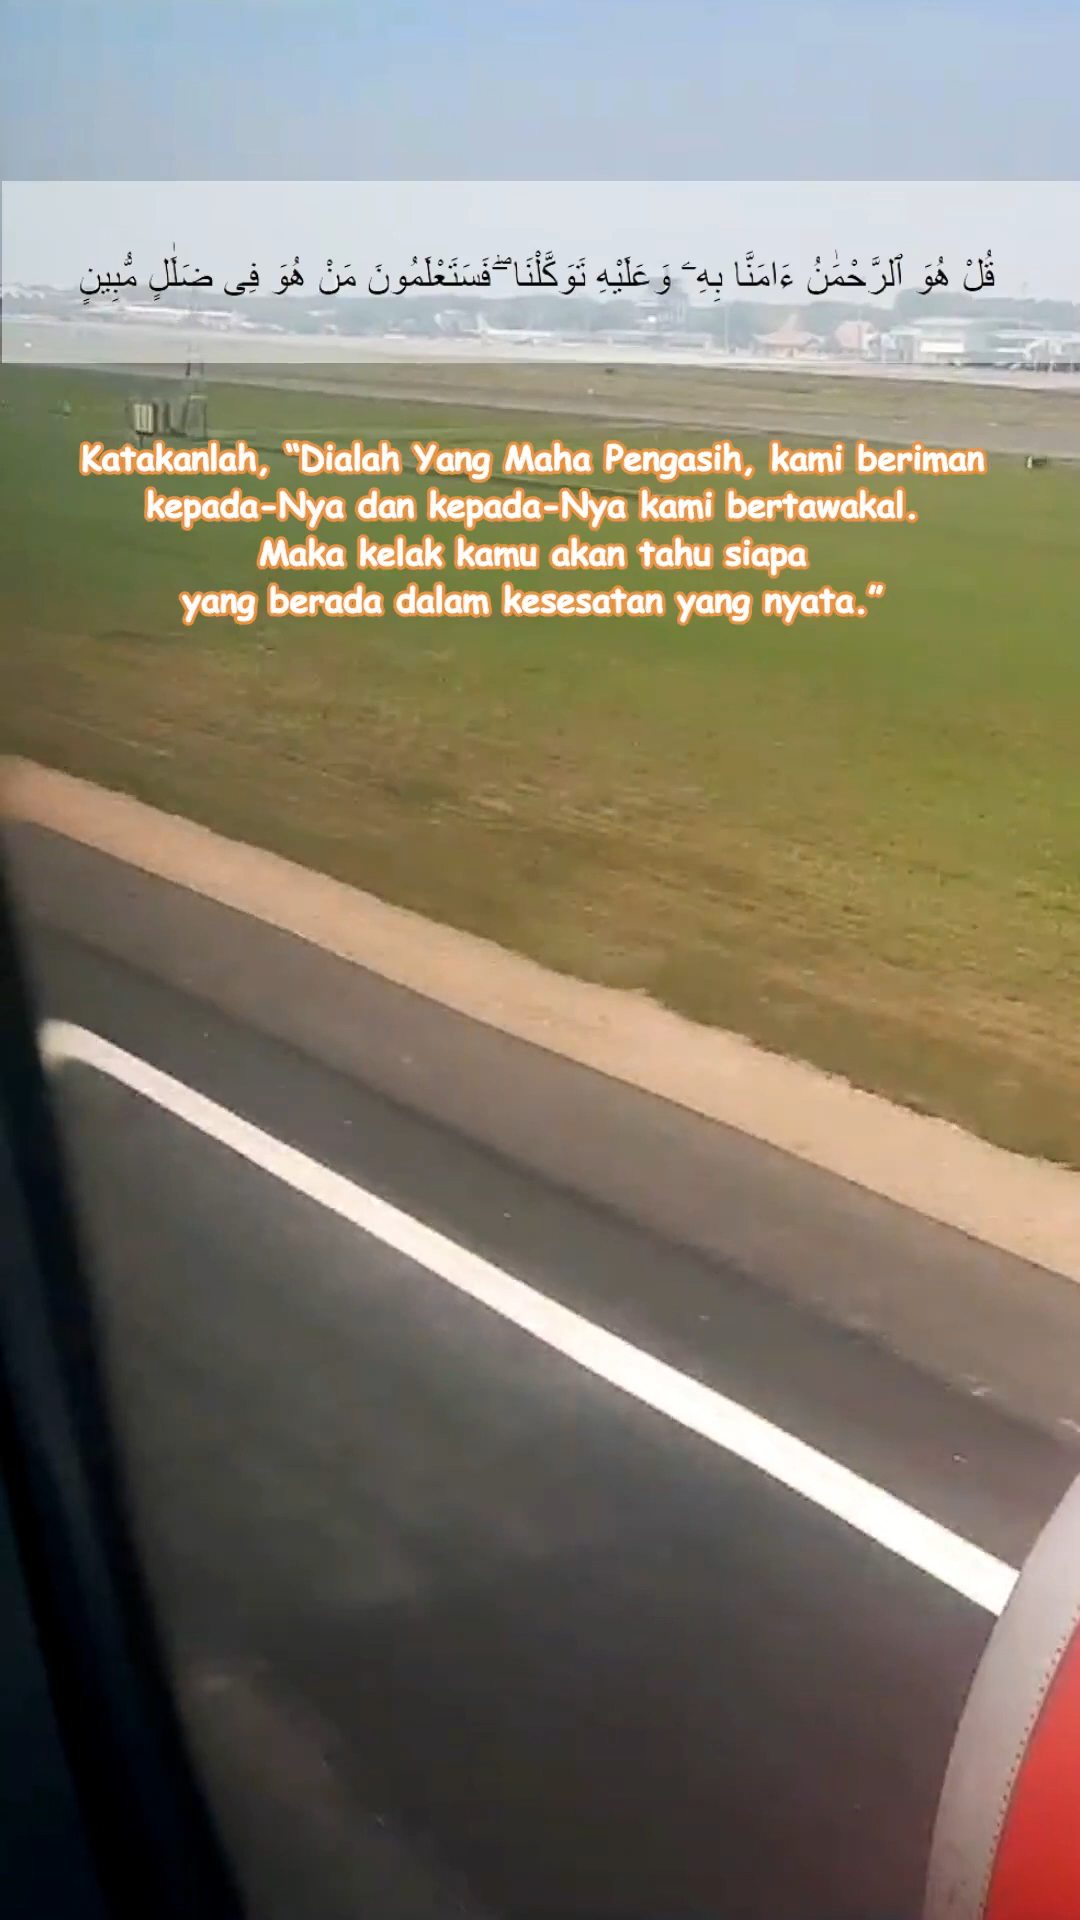 قُلْ هُوَ ٱلرَّحْمَٰنُ ءَامَنَّا بِهِۦ وَعَلَيْهِ تَوَكَّلْنَا ۖ فَسَتَعْلَمُونَ مَنْ هُوَ فِى ضَلَٰلٍ مُّبِينٍ
Katakanlah, “Dialah Yang Maha Pengasih, kami beriman
kepada-Nya dan kepada-Nya kami bertawakal.
Maka kelak kamu akan tahu siapa
yang berada dalam kesesatan yang nyata.”